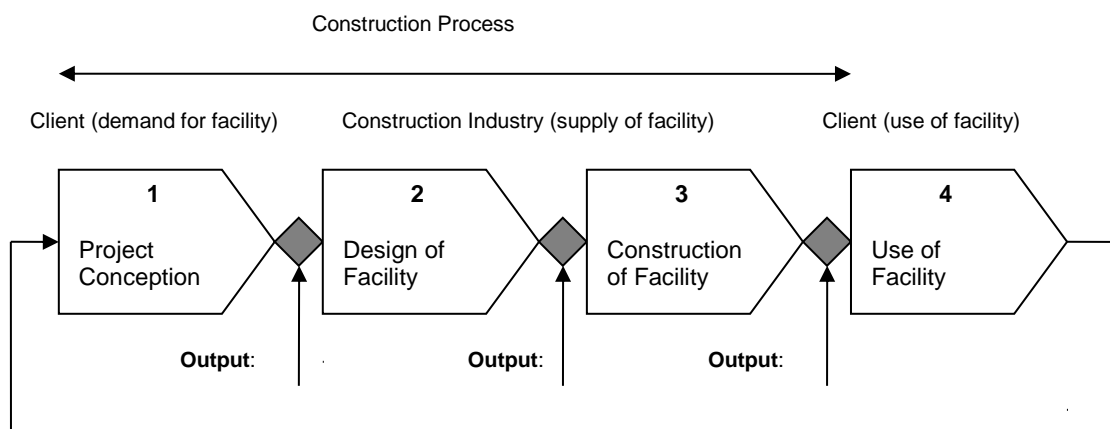 Construction Process
Client (demand for facility)
Construction Industry (supply of facility)
Client (use of facility)
1
Project
Conception
2
Design of
Facility
3
Construction
of Facility
4
Use of
Facility
Output:
Output:
Output: